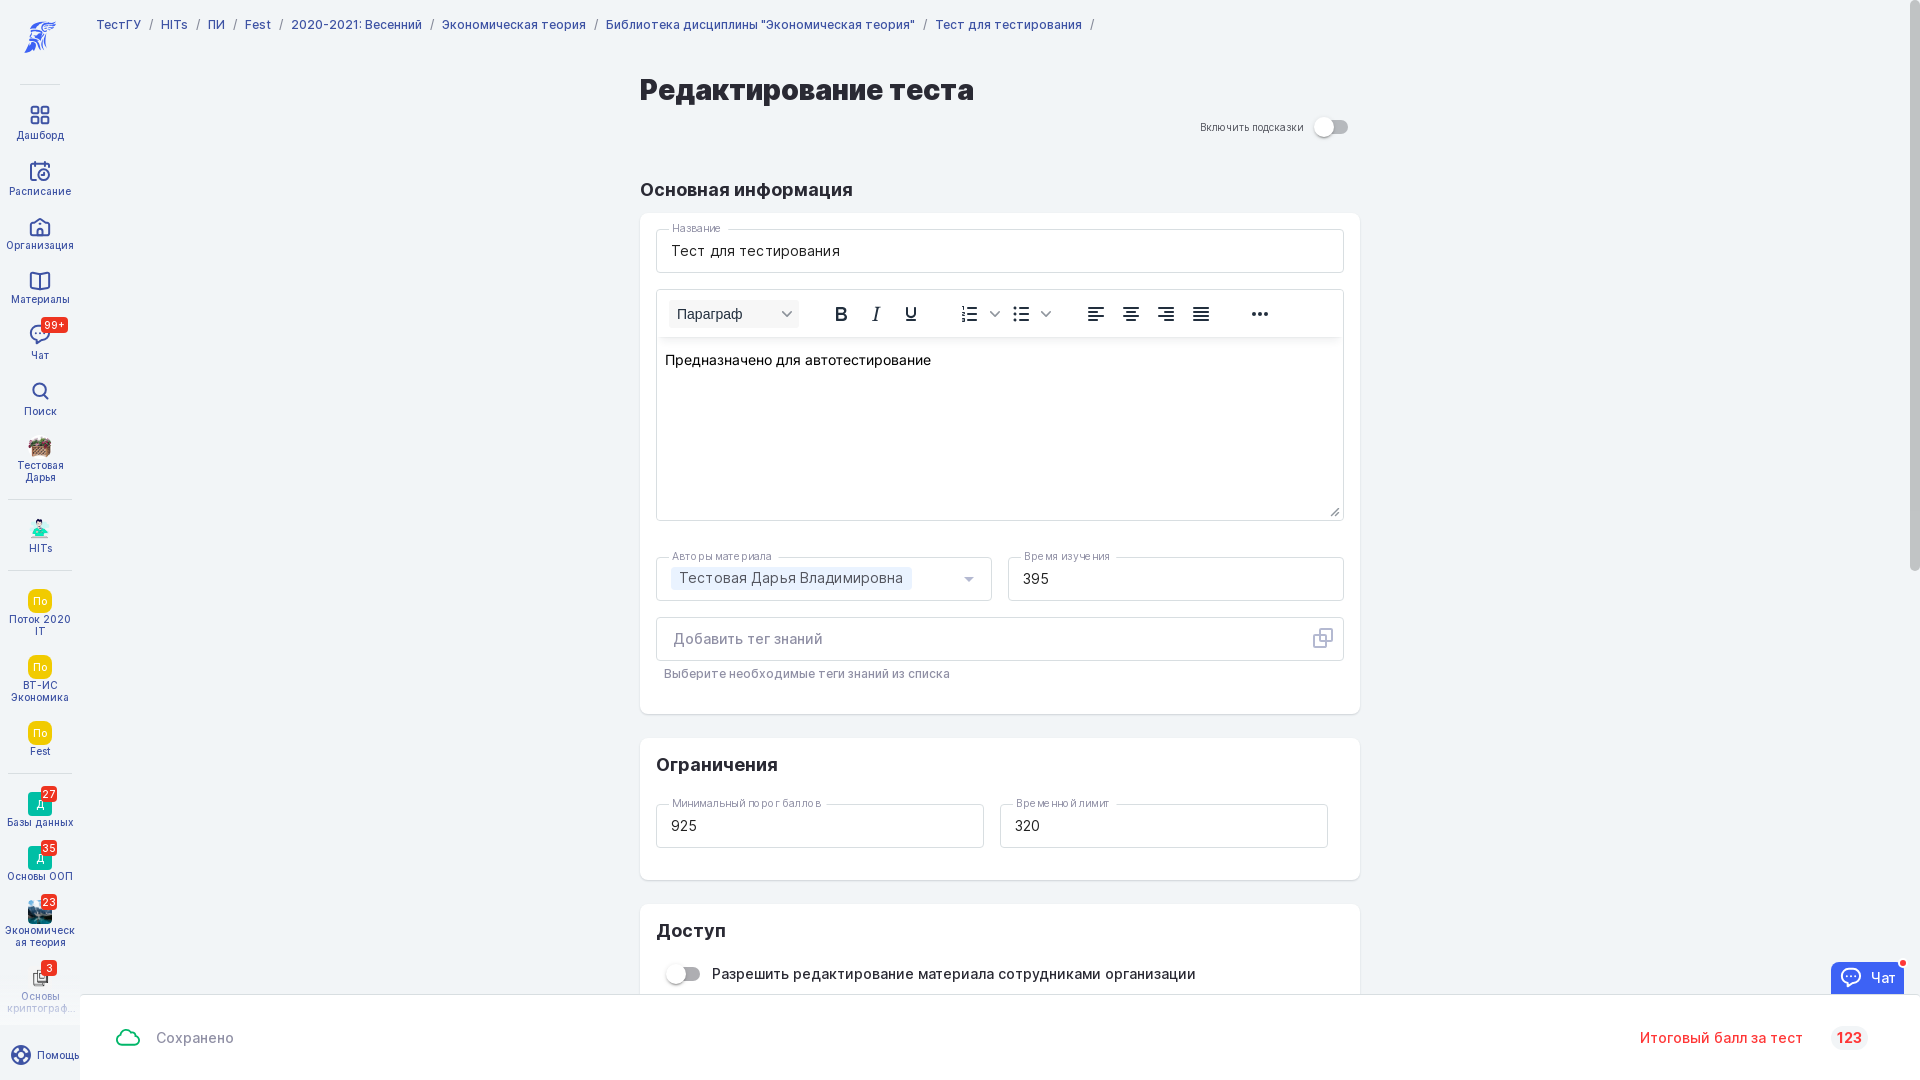 ТестГУ / HITs / ПИ / Fest / 2020-2021: Весенний / Экономическая теория / Библиотека дисциплины "Экономическая теория" / Тест для тестирования /
Дашборд
Расписание
Организация
Материалы
99+
Чат
Поиск
Тестовая
Дарья
HITs
По
Поток 2020
IT
По
ВТ-ИС
Экономика
По
Fest
27
Д
Базы данных
35
Д
Основы ООП
23
Экономическ
ая теория
3
Основы
криптограф...
Помощь
Редактирование теста
Включить подсказки
Основная информация
Название
Тест для тестирования
Параграф
Предназначено для автотестирование
Авторы материала
Тестовая Дарья Владимировна
Время изучения
395
Добавить тег знаний
Выберите необходимые теги знаний из списка
Ограничения
Минимальный порог баллов
925
Временной лимит
320
Доступ
Разрешить редактирование материала сотрудниками организации
Чат
Сохранено
Итоговый балл за тест 123